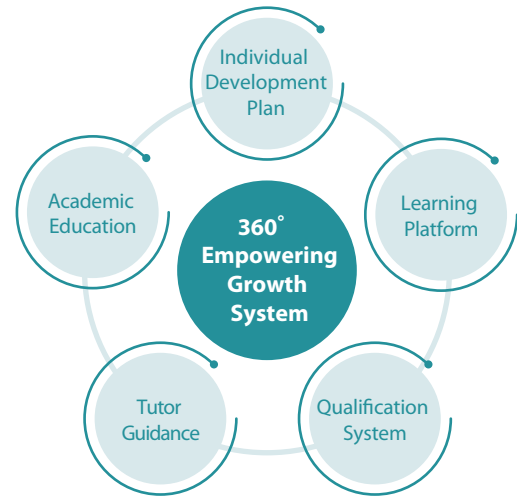 Individual
Development
Plan
Academic
Education
Learning
Platform
360°
Empowering
Growth
System
Tutor
Guidance
Qualification
System